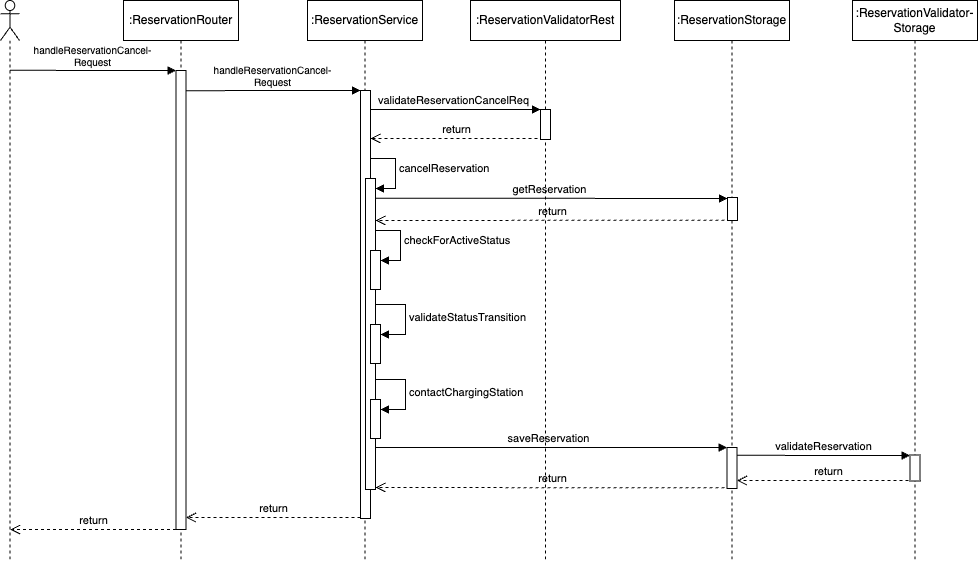 :ReservationRouter
:ReservationService
:ReservationValidatorRest
:ReservationStorage
:ReservationValidator-
Storage
handleReservationCancel-
Request
handleReservationCancel-
Request
validateReservationCancelReq
return
cancelReservation
getReservation
return
checkForActiveStatus
validateStatusTransition
contactChargingStation
saveReservation
validateReservation
return
return
return
return